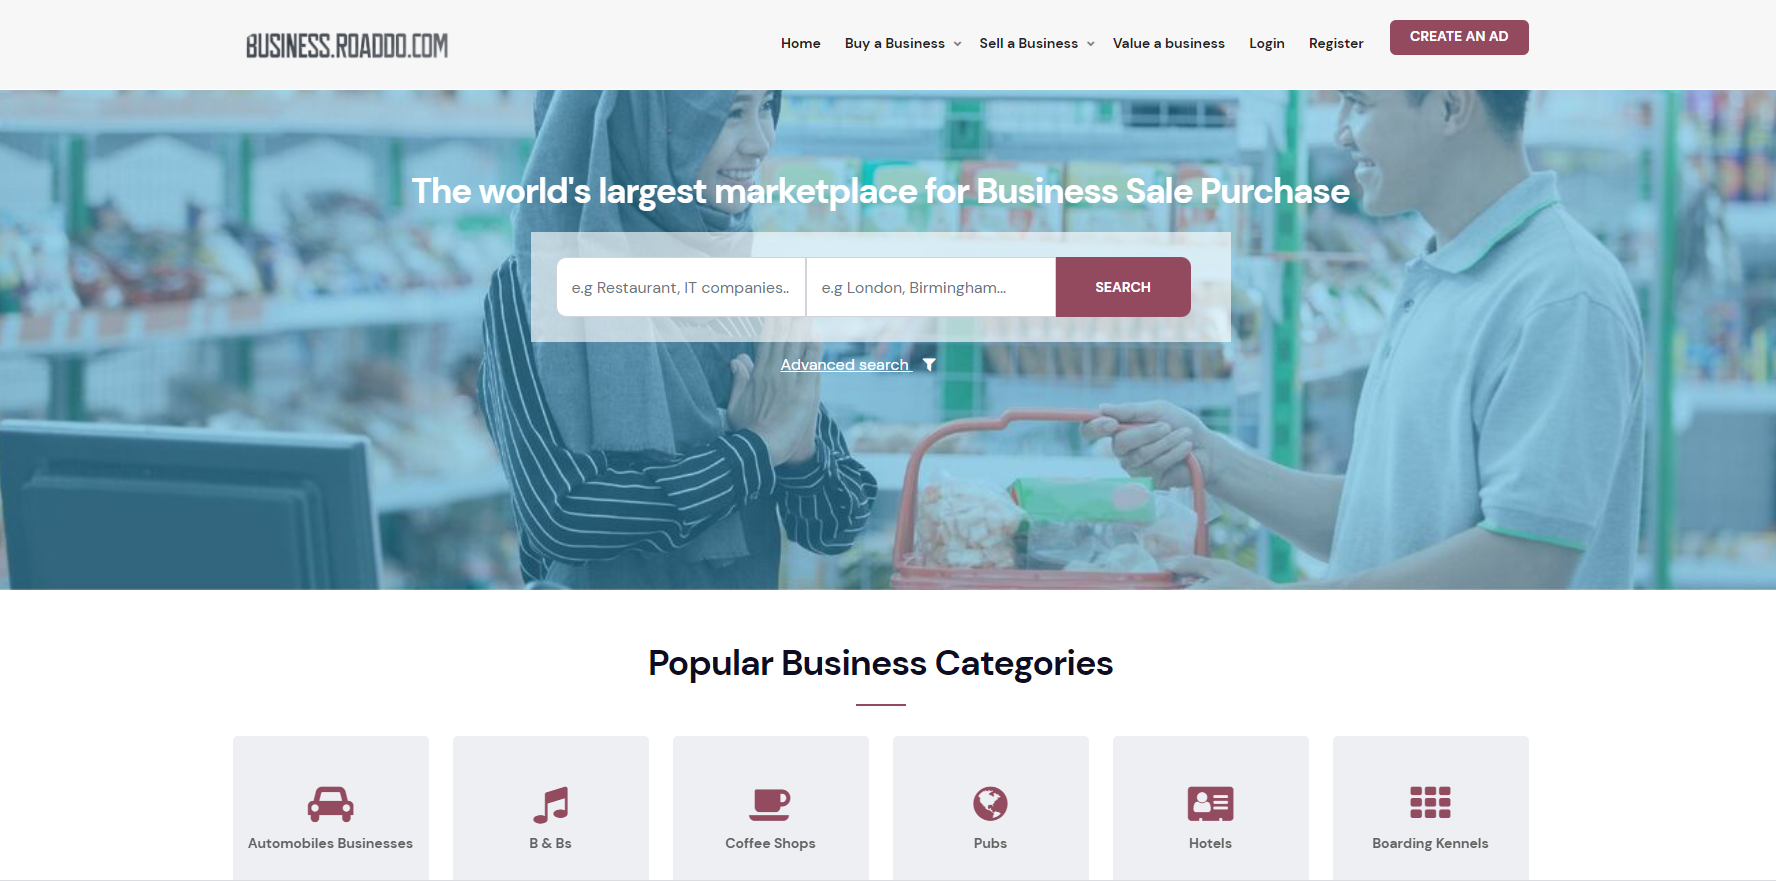 BUSINESS.ROADDO.COM
Home Buy a Business Sell a Business Value a business Login Register CREATE AN AD
The world's largest marketplace for Business Sale Purchase
e.g Restaurant, IT companies.. e.g London, Birmingham... SEARCH
Advanced search
Popular Business Categories
Automobiles Businesses B & Bs Coffee Shops Pubs Hotels Boarding Kennels